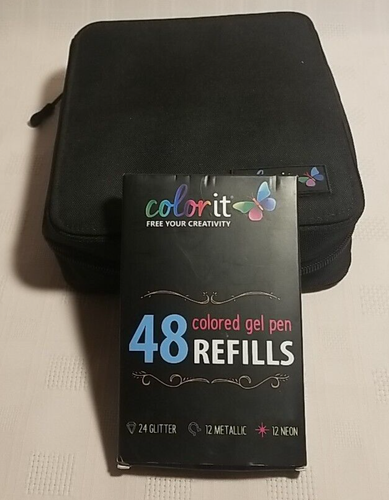 colorit
FREE YOUR CREATIVITY
48 colored gel pen
REFILLS
24 GLITTER 12 METALLIC 12 NEON